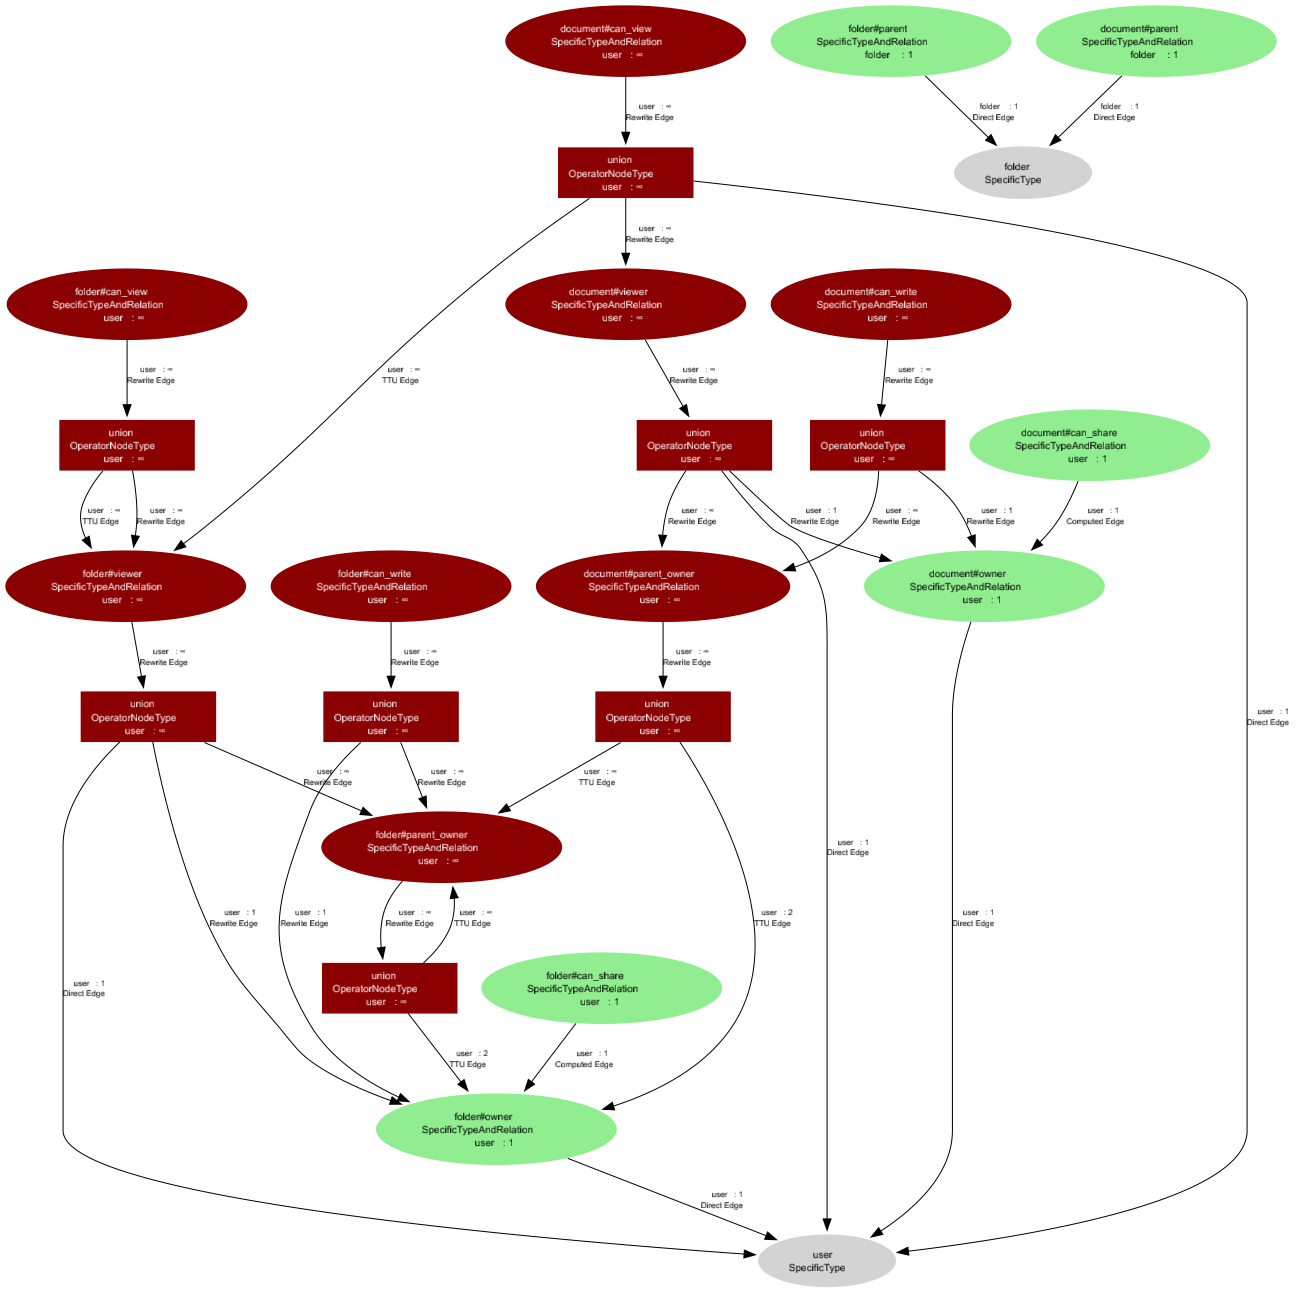 document#can_view
SpecificTypeAndRelation
user : ∞
folder#parent
SpecificTypeAndRelation
folder : 1
document#parent
SpecificTypeAndRelation
folder : 1
user : ∞
Rewrite Edge
folder : 1
Direct Edge
folder : 1
Direct Edge
union
OperatorNodeType
user : ∞
folder
SpecificType
user : ∞
Rewrite Edge
folder#can_view
SpecificTypeAndRelation
user : ∞
document#viewer
SpecificTypeAndRelation
user : ∞
document#can_write
SpecificTypeAndRelation
user : ∞
user : ∞
Rewrite Edge
user : ∞
TTU Edge
user : ∞
Rewrite Edge
user : ∞
Rewrite Edge
union
OperatorNodeType
user : ∞
union
OperatorNodeType
user : ∞
union
OperatorNodeType
user : ∞
document#can_share
SpecificTypeAndRelation
user : 1
user : ∞
TTU Edge
user : ∞
Rewrite Edge
user : ∞
Rewrite Edge
user : 1
Rewrite Edge
user : ∞
Rewrite Edge
user : 1
Rewrite Edge
user : 1
Computed Edge
folder#viewer
SpecificTypeAndRelation
user : ∞
folder#can_write
SpecificTypeAndRelation
user : ∞
document#parent_owner
SpecificTypeAndRelation
user : ∞
document#owner
SpecificTypeAndRelation
user : 1
user : ∞
Rewrite Edge
user : ∞
Rewrite Edge
user : ∞
Rewrite Edge
union
OperatorNodeType
user : ∞
union
OperatorNodeType
user : ∞
union
OperatorNodeType
user : ∞
user : 1
Direct Edge
user : ∞
Rewrite Edge
user : ∞
Rewrite Edge
user : ∞
TTU Edge
folder#parent_owner
SpecificTypeAndRelation
user : ∞
user : 1
Direct Edge
user : 1
Rewrite Edge
user : 1
Rewrite Edge
user : ∞
Rewrite Edge
user : ∞
TTU Edge
user : 2
TTU Edge
user : 1
Direct Edge
user : 1
Direct Edge
union
OperatorNodeType
user : ∞
folder#can_share
SpecificTypeAndRelation
user : 1
user : 2
TTU Edge
user : 1
Computed Edge
folder#owner
SpecificTypeAndRelation
user : 1
user : 1
Direct Edge
user
SpecificType